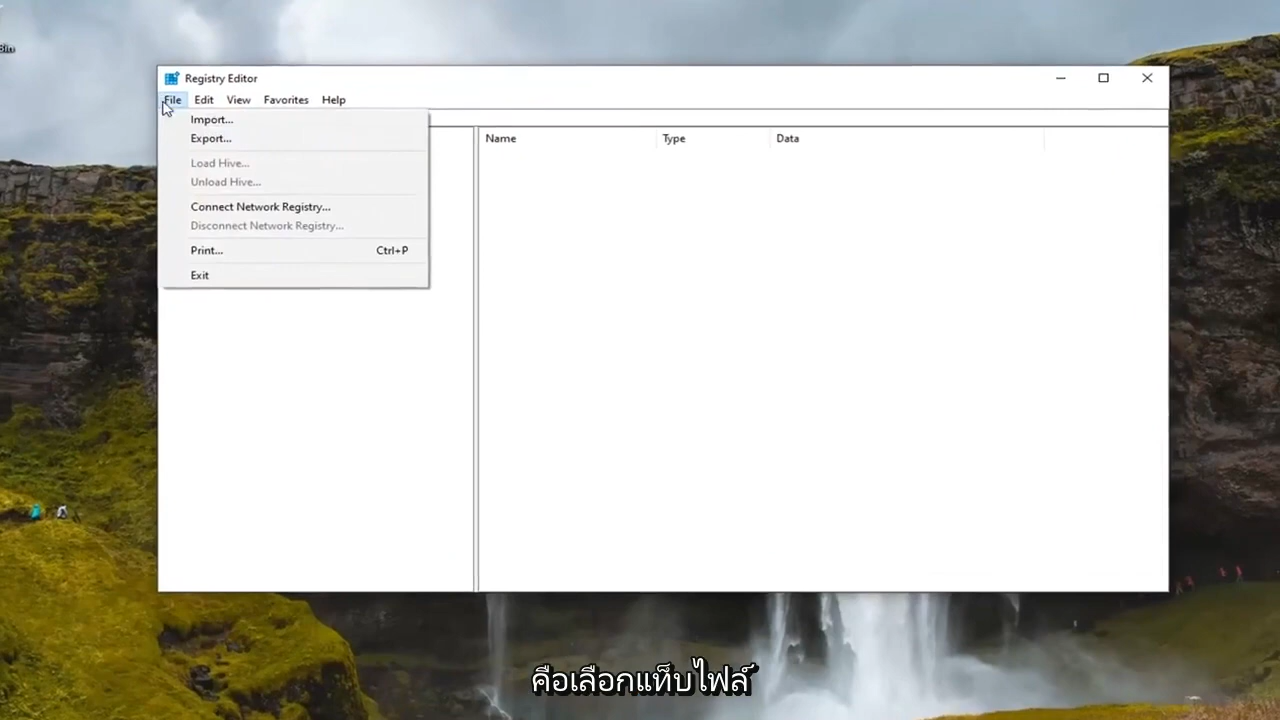 Bin
Registry Editor
File Edit View Favorites Help
Import...
Export...
Load Hive...
Unload Hive...
Connect Network Registry...
Disconnect Network Registry...
Print... Ctrl+P
Exit
Name Type Data
คือเลือกแท็บไฟล์